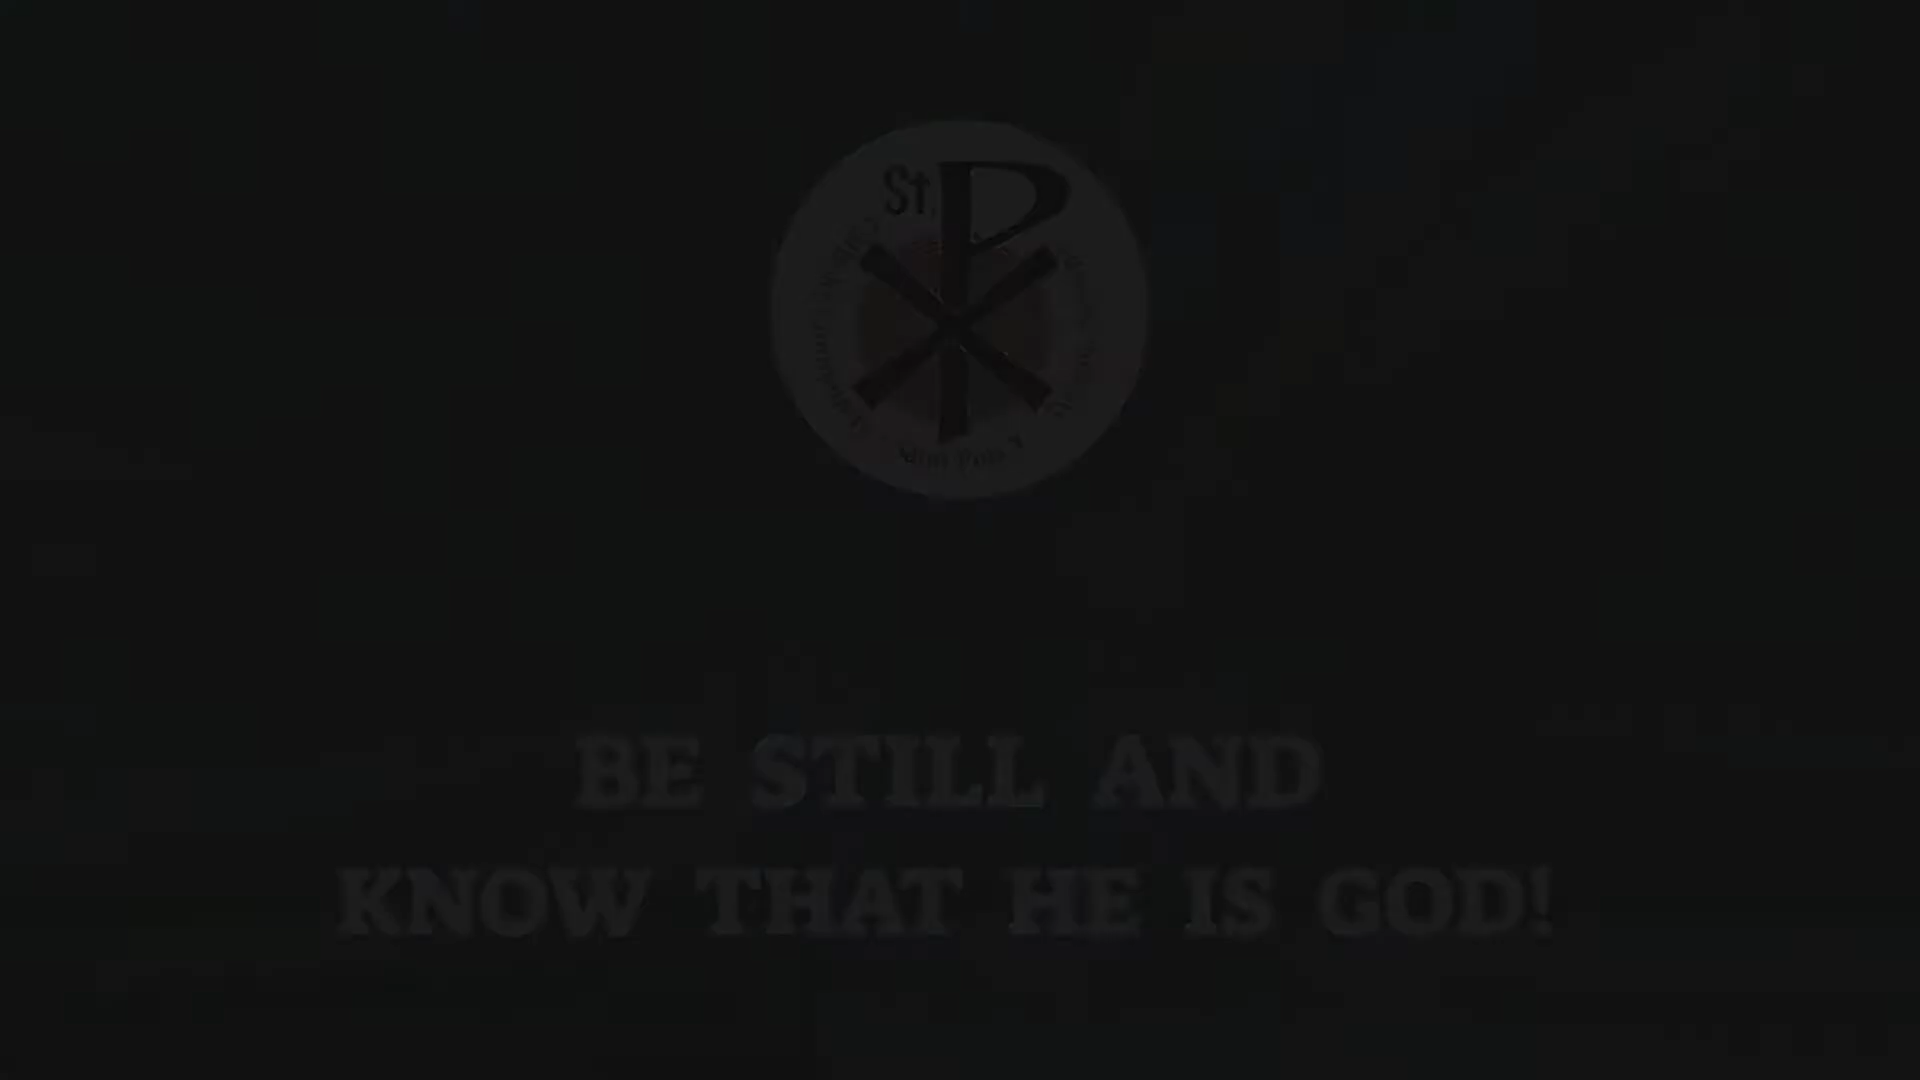 St.
BE STILL AND
KNOW THAT HE IS GOD!